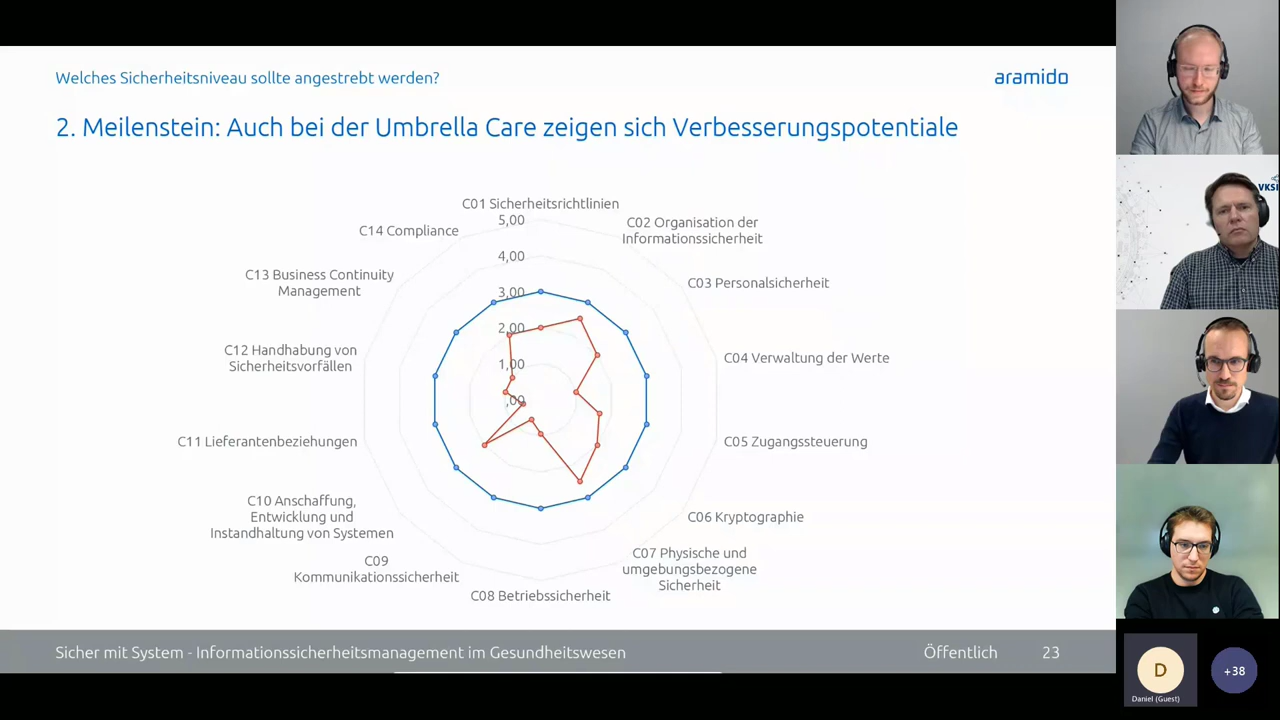 Welches Sicherheitsniveau sollte angestrebt werden?
aramido
2. Meilenstein: Auch bei der Umbrella Care zeigen sich Verbesserungspotentiale
C01 Sicherheitsrichtlinien
5,00
C02 Organisation der
Informationssicherheit
C14 Compliance
4,00
C13 Business Continuity
Management
C03 Personalsicherheit
3,00
2,00
C12 Handhabung von
Sicherheitsvorfällen
C04 Verwaltung der Werte
1,00
,00
C11 Lieferantenbeziehungen
C05 Zugangssteuerung
C10 Anschaffung,
Entwicklung und
Instandhaltung von Systemen
C06 Kryptographie
C09
Kommunikationssicherheit
C07 Physische und
umgebungsbezogene
Sicherheit
C08 Betriebssicherheit
Sicher mit System - Informationssicherheitsmanagement im Gesundheitswesen
Öffentlich
23
D
Daniel (Guest)
+38